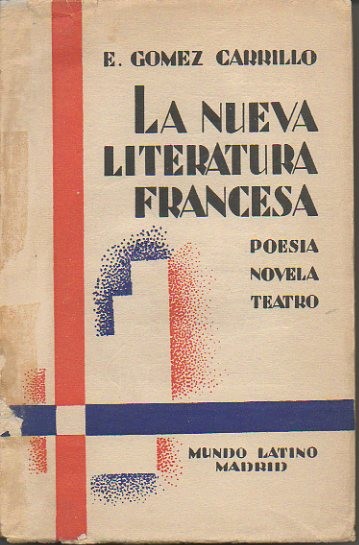 E. GOMEZ CARRILLO
LA NUEVA
LITERATURA
FRANCESA
POESIA
NOVELA
TEATRO
MUNDO LATINO
MADRID